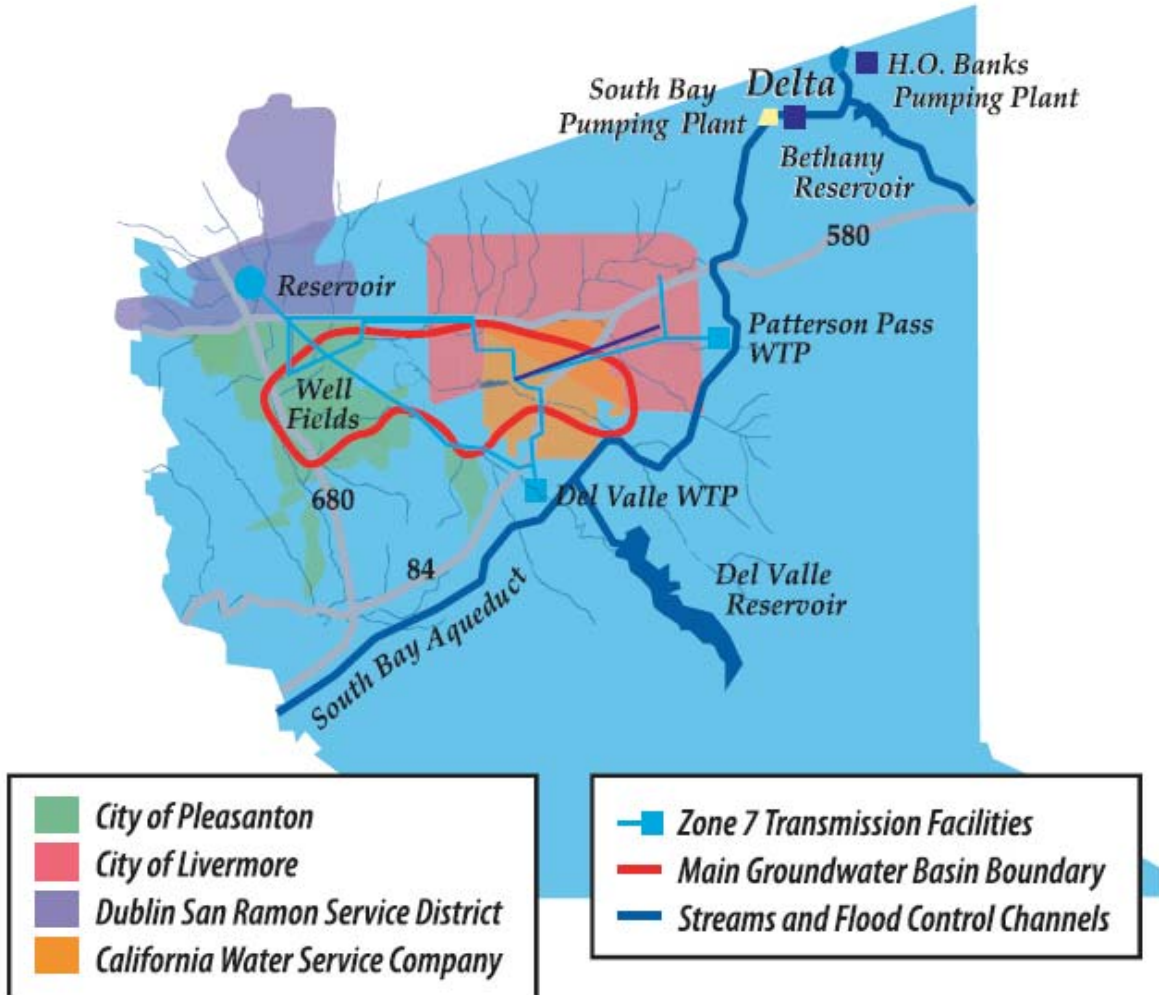 H.O. Banks
Pumping Plant
Delta
South Bay
Pumping Plant
Bethany
Reservoir
580
Reservoir
Patterson Pass
WTP
Well
Fields
680
Del Valle WTP
84
Del Valle
Reservoir
South Bay Aqueduct
City of Pleasanton
City of Livermore
Dublin San Ramon Service District
California Water Service Company
Zone 7 Transmission Facilities
Main Groundwater Basin Boundary
Streams and Flood Control Channels